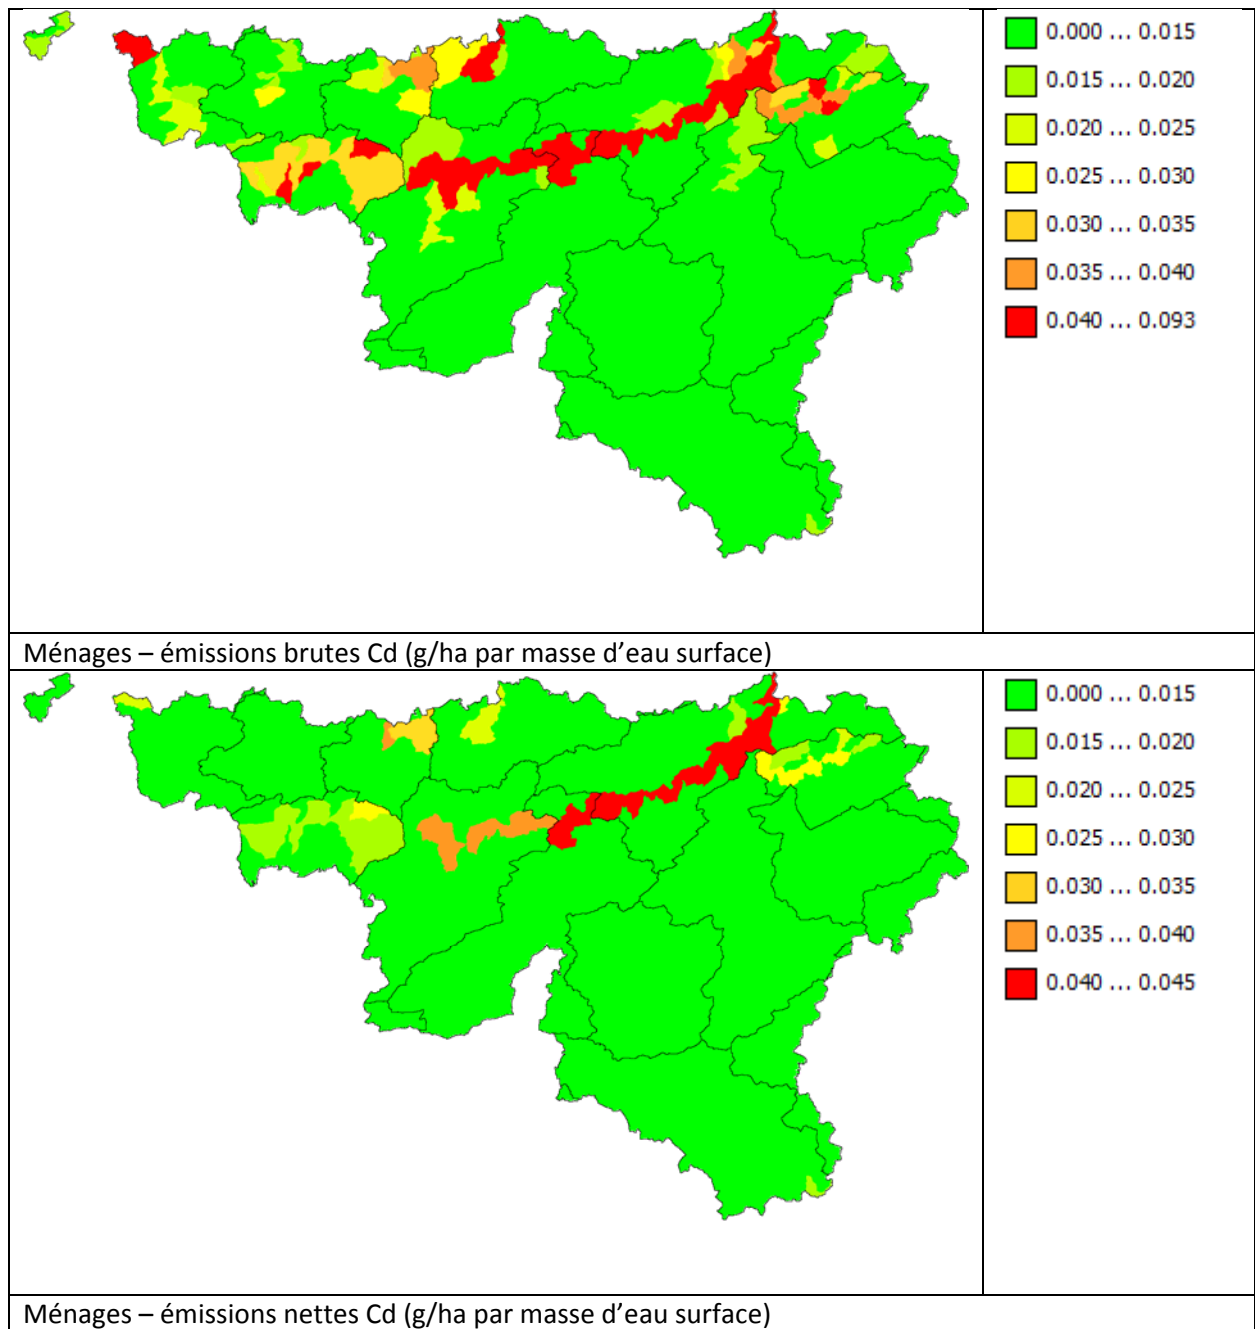 0.000 ... 0.015
0.015 ... 0.020
0.020 ... 0.025
0.025 ... 0.030
0.030 ... 0.035
0.035 ... 0.040
0.040 ... 0.093
Ménages – émissions brutes Cd (g/ha par masse d’eau surface)
0.000 ... 0.015
0.015 ... 0.020
0.020 ... 0.025
0.025 ... 0.030
0.030 ... 0.035
0.035 ... 0.040
0.040 ... 0.045
Ménages – émissions nettes Cd (g/ha par masse d’eau surface)